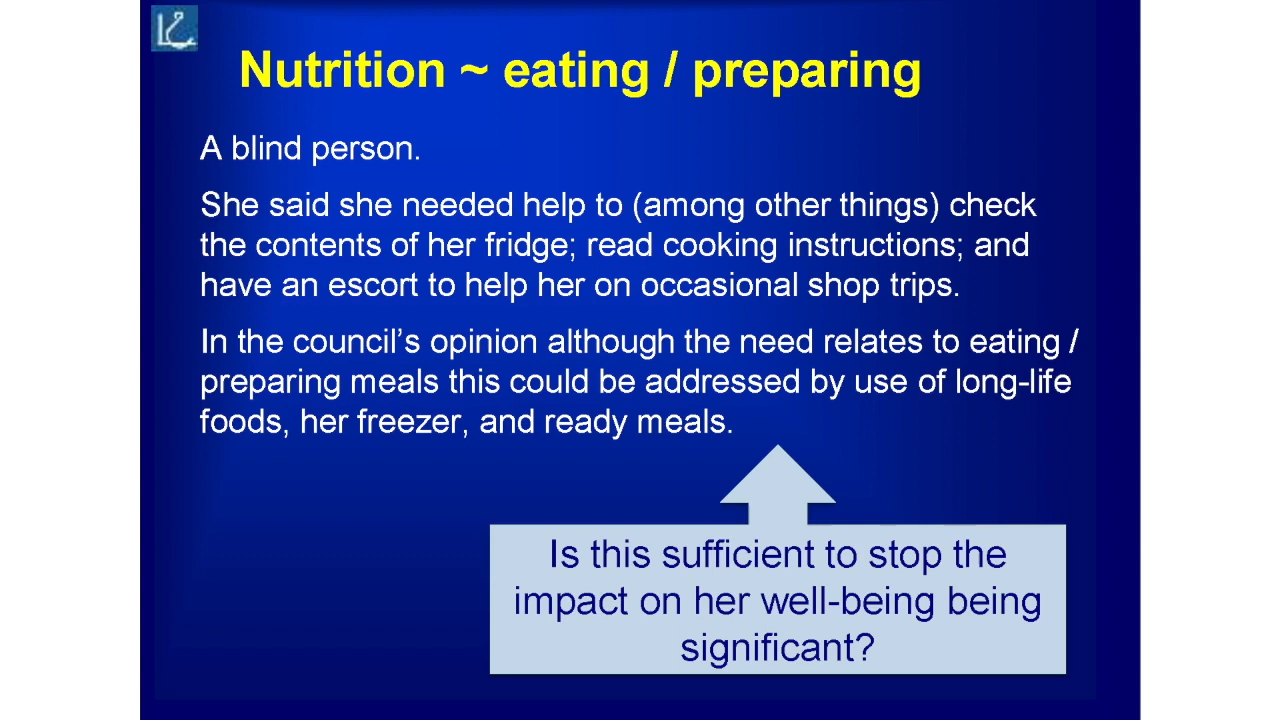 Nutrition ~ eating / preparing
A blind person.
She said she needed help to (among other things) check
the contents of her fridge; read cooking instructions; and
have an escort to help her on occasional shop trips.
In the council’s opinion although the need relates to eating /
preparing meals this could be addressed by use of long-life
foods, her freezer, and ready meals.
Is this sufficient to stop the
impact on her well-being being
significant?